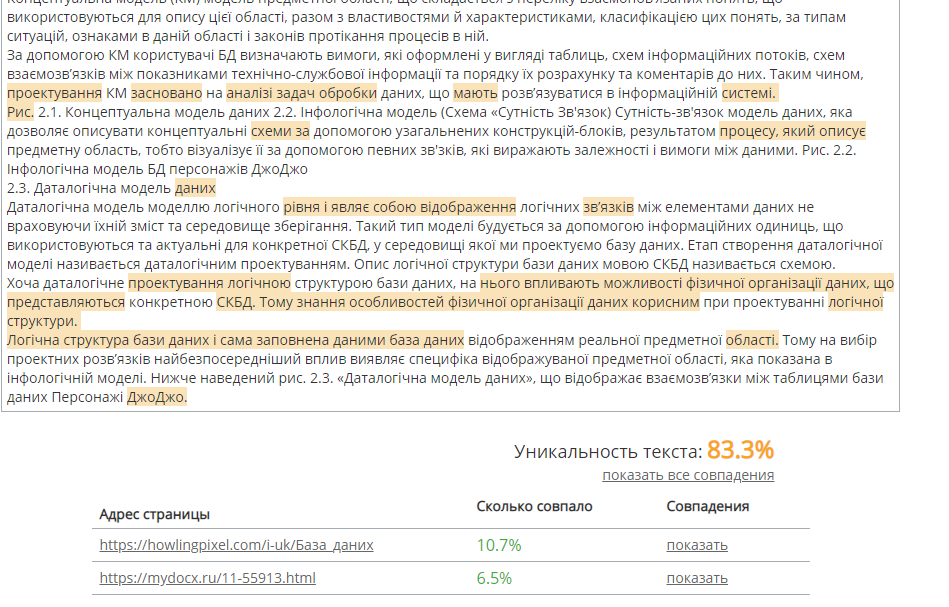 Концептуальна модель (КМ) модель предметної області, що складається з переліку взаємопов'язаних понять, що
використовуються для опису цієї області, разом з властивостями й характеристиками, класифікацією цих понять, за типам
ситуацій, ознаками в даній області і законів протікання процесів в ній.
За допомогою КМ користувачі БД визначають вимоги, які оформлені у вигляді таблиць, схем інформаційних потоків, схем
взаємозв’язків між показниками технічно-службової інформації та порядку їх розрахунку та коментарів до них. Таким чином,
проектування КМ засновано на аналізі задач обробки даних, що мають розв’язуватися в інформаційній системі.
Рис. 2.1. Концептуальна модель даних 2.2. Інфологічна модель (Схема «Сутність Зв'язок) Сутність-зв'язок модель даних, яка
дозволяє описувати концептуальні схеми за допомогою узагальнених конструкцій-блоків, результатом процесу, який описує
предметну область, тобто візуалізує її за допомогою певних зв'зків, які виражають залежності і вимоги між даними. Рис. 2.2.
Інфологічна модель БД персонажів ДжоДжо
2.3. Даталогічна модель даних
Даталогічна модель моделлю логічного рівня і являє собою відображення логічних зв’язків між елементами даних не
враховуючи їхній зміст та середовище зберігання. Такий тип моделі будується за допомогою інформаційних одиниць, що
використовуються та актуальні для конкретної СКБД, у середовищі якої ми проектуємо базу даних. Етап створення даталогічної
моделі називається даталогічним проектуванням. Опис логічної структури бази даних мовою СКБД називається схемою.
Хоча даталогічне проектування логічною структурою бази даних, на нього впливають можливості фізичної організації даних, що
представляються конкретною СКБД. Тому знання особливостей фізичної організації даних корисним при проектуванні логічної
структури.
Логічна структура бази даних і сама заповнена даними база даних відображенням реальної предметної області. Тому на вибір
проектних розв’язків найбезпосередніший вплив виявляє специфіка відображуваної предметної області, яка показана в
інфологічній моделі. Нижче наведений рис. 2.3. «Даталогічна модель даних», що відображає взаємозв’язки між таблицями бази
даних Персонажі ДжоДжо.
Уникальность текста: 83.3%
показать все совпадения
Адрес страницы Сколько совпало Совпадения
https://howlingpixel.com/i-uk/База_даних 10.7% показать
https://mydocx.ru/11-55913.html 6.5% показать